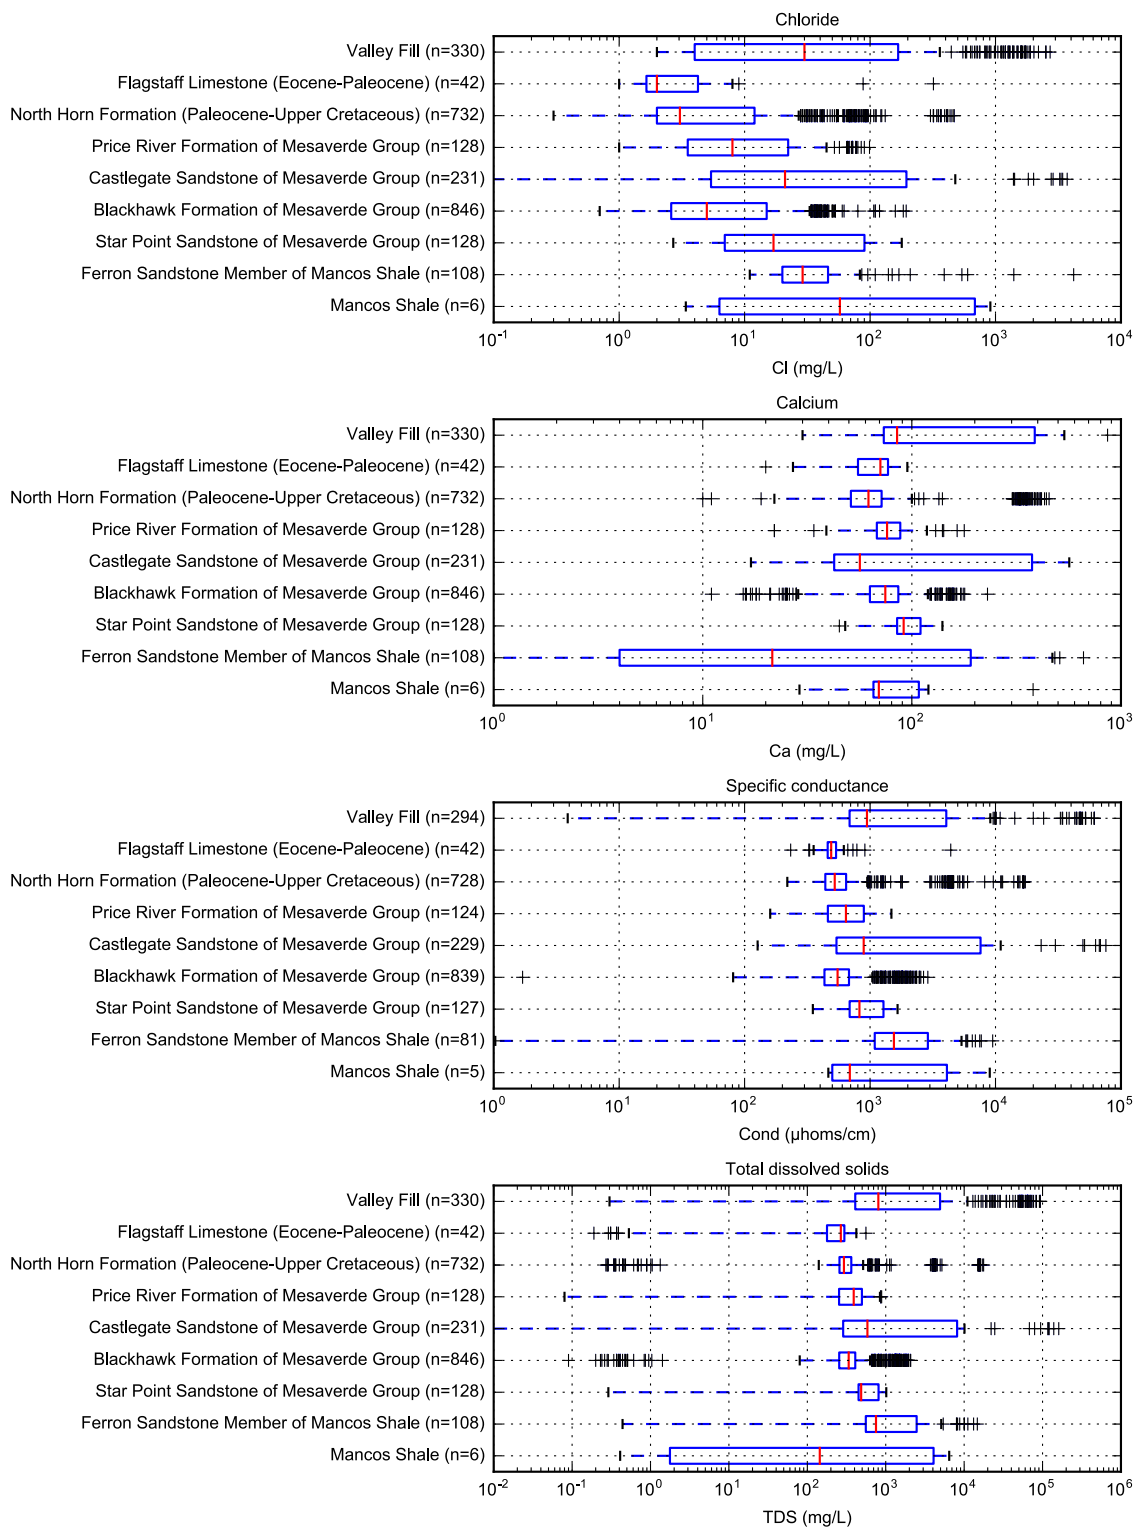 Chloride
Valley Fill (n=330)
Flagstaff Limestone (Eocene-Paleocene) (n=42)
North Horn Formation (Paleocene-Upper Cretaceous) (n=732)
Price River Formation of Mesaverde Group (n=128)
Castlegate Sandstone of Mesaverde Group (n=231)
Blackhawk Formation of Mesaverde Group (n=846)
Star Point Sandstone of Mesaverde Group (n=128)
Ferron Sandstone Member of Mancos Shale (n=108)
Mancos Shale (n=6)
10⁻¹ 10⁰ 10¹ 10² 10³ 10⁴
Cl (mg/L)
Calcium
Valley Fill (n=330)
Flagstaff Limestone (Eocene-Paleocene) (n=42)
North Horn Formation (Paleocene-Upper Cretaceous) (n=732)
Price River Formation of Mesaverde Group (n=128)
Castlegate Sandstone of Mesaverde Group (n=231)
Blackhawk Formation of Mesaverde Group (n=846)
Star Point Sandstone of Mesaverde Group (n=128)
Ferron Sandstone Member of Mancos Shale (n=108)
Mancos Shale (n=6)
10⁰ 10¹ 10² 10³
Ca (mg/L)
Specific conductance
Valley Fill (n=294)
Flagstaff Limestone (Eocene-Paleocene) (n=42)
North Horn Formation (Paleocene-Upper Cretaceous) (n=728)
Price River Formation of Mesaverde Group (n=124)
Castlegate Sandstone of Mesaverde Group (n=229)
Blackhawk Formation of Mesaverde Group (n=839)
Star Point Sandstone of Mesaverde Group (n=127)
Ferron Sandstone Member of Mancos Shale (n=81)
Mancos Shale (n=5)
10⁰ 10¹ 10² 10³ 10⁴ 10⁵
Cond (µhoms/cm)
Total dissolved solids
Valley Fill (n=330)
Flagstaff Limestone (Eocene-Paleocene) (n=42)
North Horn Formation (Paleocene-Upper Cretaceous) (n=732)
Price River Formation of Mesaverde Group (n=128)
Castlegate Sandstone of Mesaverde Group (n=231)
Blackhawk Formation of Mesaverde Group (n=846)
Star Point Sandstone of Mesaverde Group (n=128)
Ferron Sandstone Member of Mancos Shale (n=108)
Mancos Shale (n=6)
10⁻² 10⁻¹ 10⁰ 10¹ 10² 10³ 10⁴ 10⁵ 10⁶
TDS (mg/L)